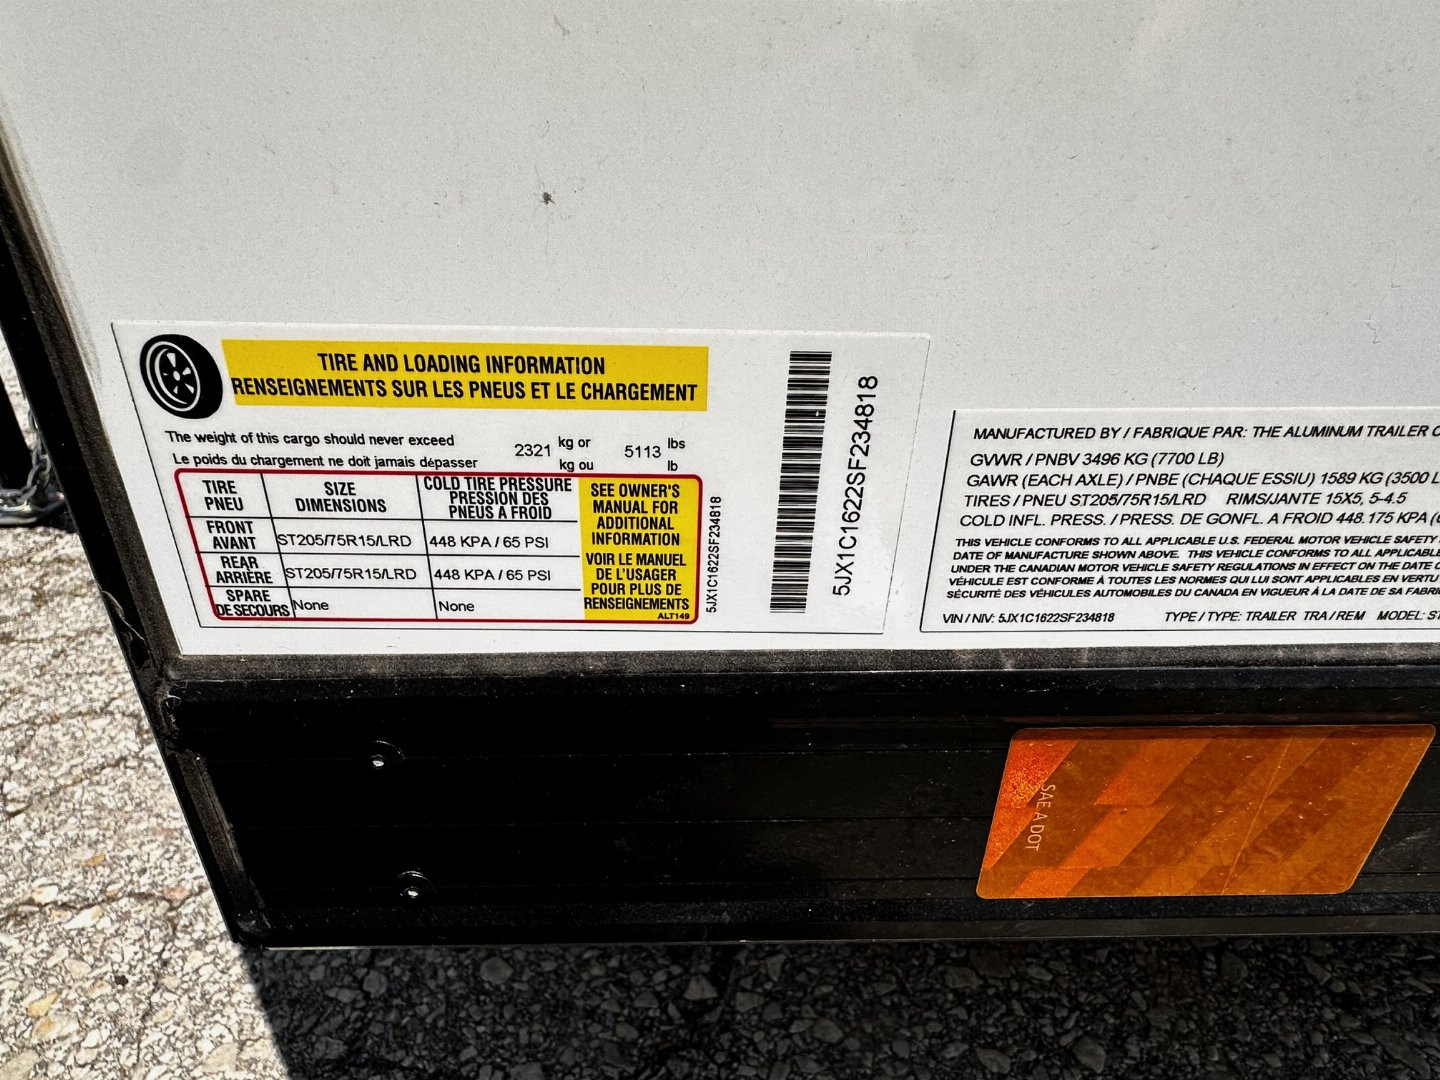 TIRE AND LOADING INFORMATION
RENSEIGNEMENTS SUR LES PNEUS ET LE CHARGEMENT
The weight of this cargo should never exceed 2321 kg or 5113 lbs
Le poids du chargement ne doit jamais dépasser kg ou lb
TIRE SIZE COLD TIRE PRESSURE
PNEU DIMENSIONS PRESSION DES
PNEUS A FROID
FRONT
AVANT ST205/75R15/LRD 448 KPA / 65 PSI
REAR
ARRIÈRE ST205/75R15/LRD 448 KPA / 65 PSI
SPARE
DE SECOURS None None
SEE OWNER'S
MANUAL FOR
ADDITIONAL
INFORMATION
VOIR LE MANUEL
DE L'USAGER
POUR PLUS DE
RENSEIGNEMENTS
ALT149
5JX1C1622SF234818
5JX1C1622SF234818
MANUFACTURED BY / FABRIQUE PAR: THE ALUMINUM TRAILER
GVWR / PNBV 3496 KG (7700 LB)
GAWR (EACH AXLE) / PNBE (CHAQUE ESSIU) 1589 KG (3500
TIRES / PNEU ST205/75R15/LRD RIMS/JANTE 15X5, 5-4.5
COLD INFL. PRESS. / PRESS. DE GONFL. A FROID 448.175 KPA
THIS VEHICLE CONFORMS TO ALL APPLICABLE U.S. FEDERAL MOTOR VEHICLE SAFETY
DATE OF MANUFACTURE SHOWN ABOVE. THIS VEHICLE CONFORMS TO ALL APPLICABLE
UNDER THE CANADIAN MOTOR VEHICLE SAFETY REGULATIONS IN EFFECT ON THE DATE
VÉHICULE EST CONFORME À TOUTES LES NORMES QUI LUI SONT APPLICABLES EN VERTU
SÉCURITÉ DES VÉHICULES AUTOMOBILES DU CANADA EN VIGUEUR À LA DATE DE SA
VIN / NIV: 5JX1C1622SF234818 TYPE / TYPE: TRAILER TRA / REM MODEL:
SAE A DOT